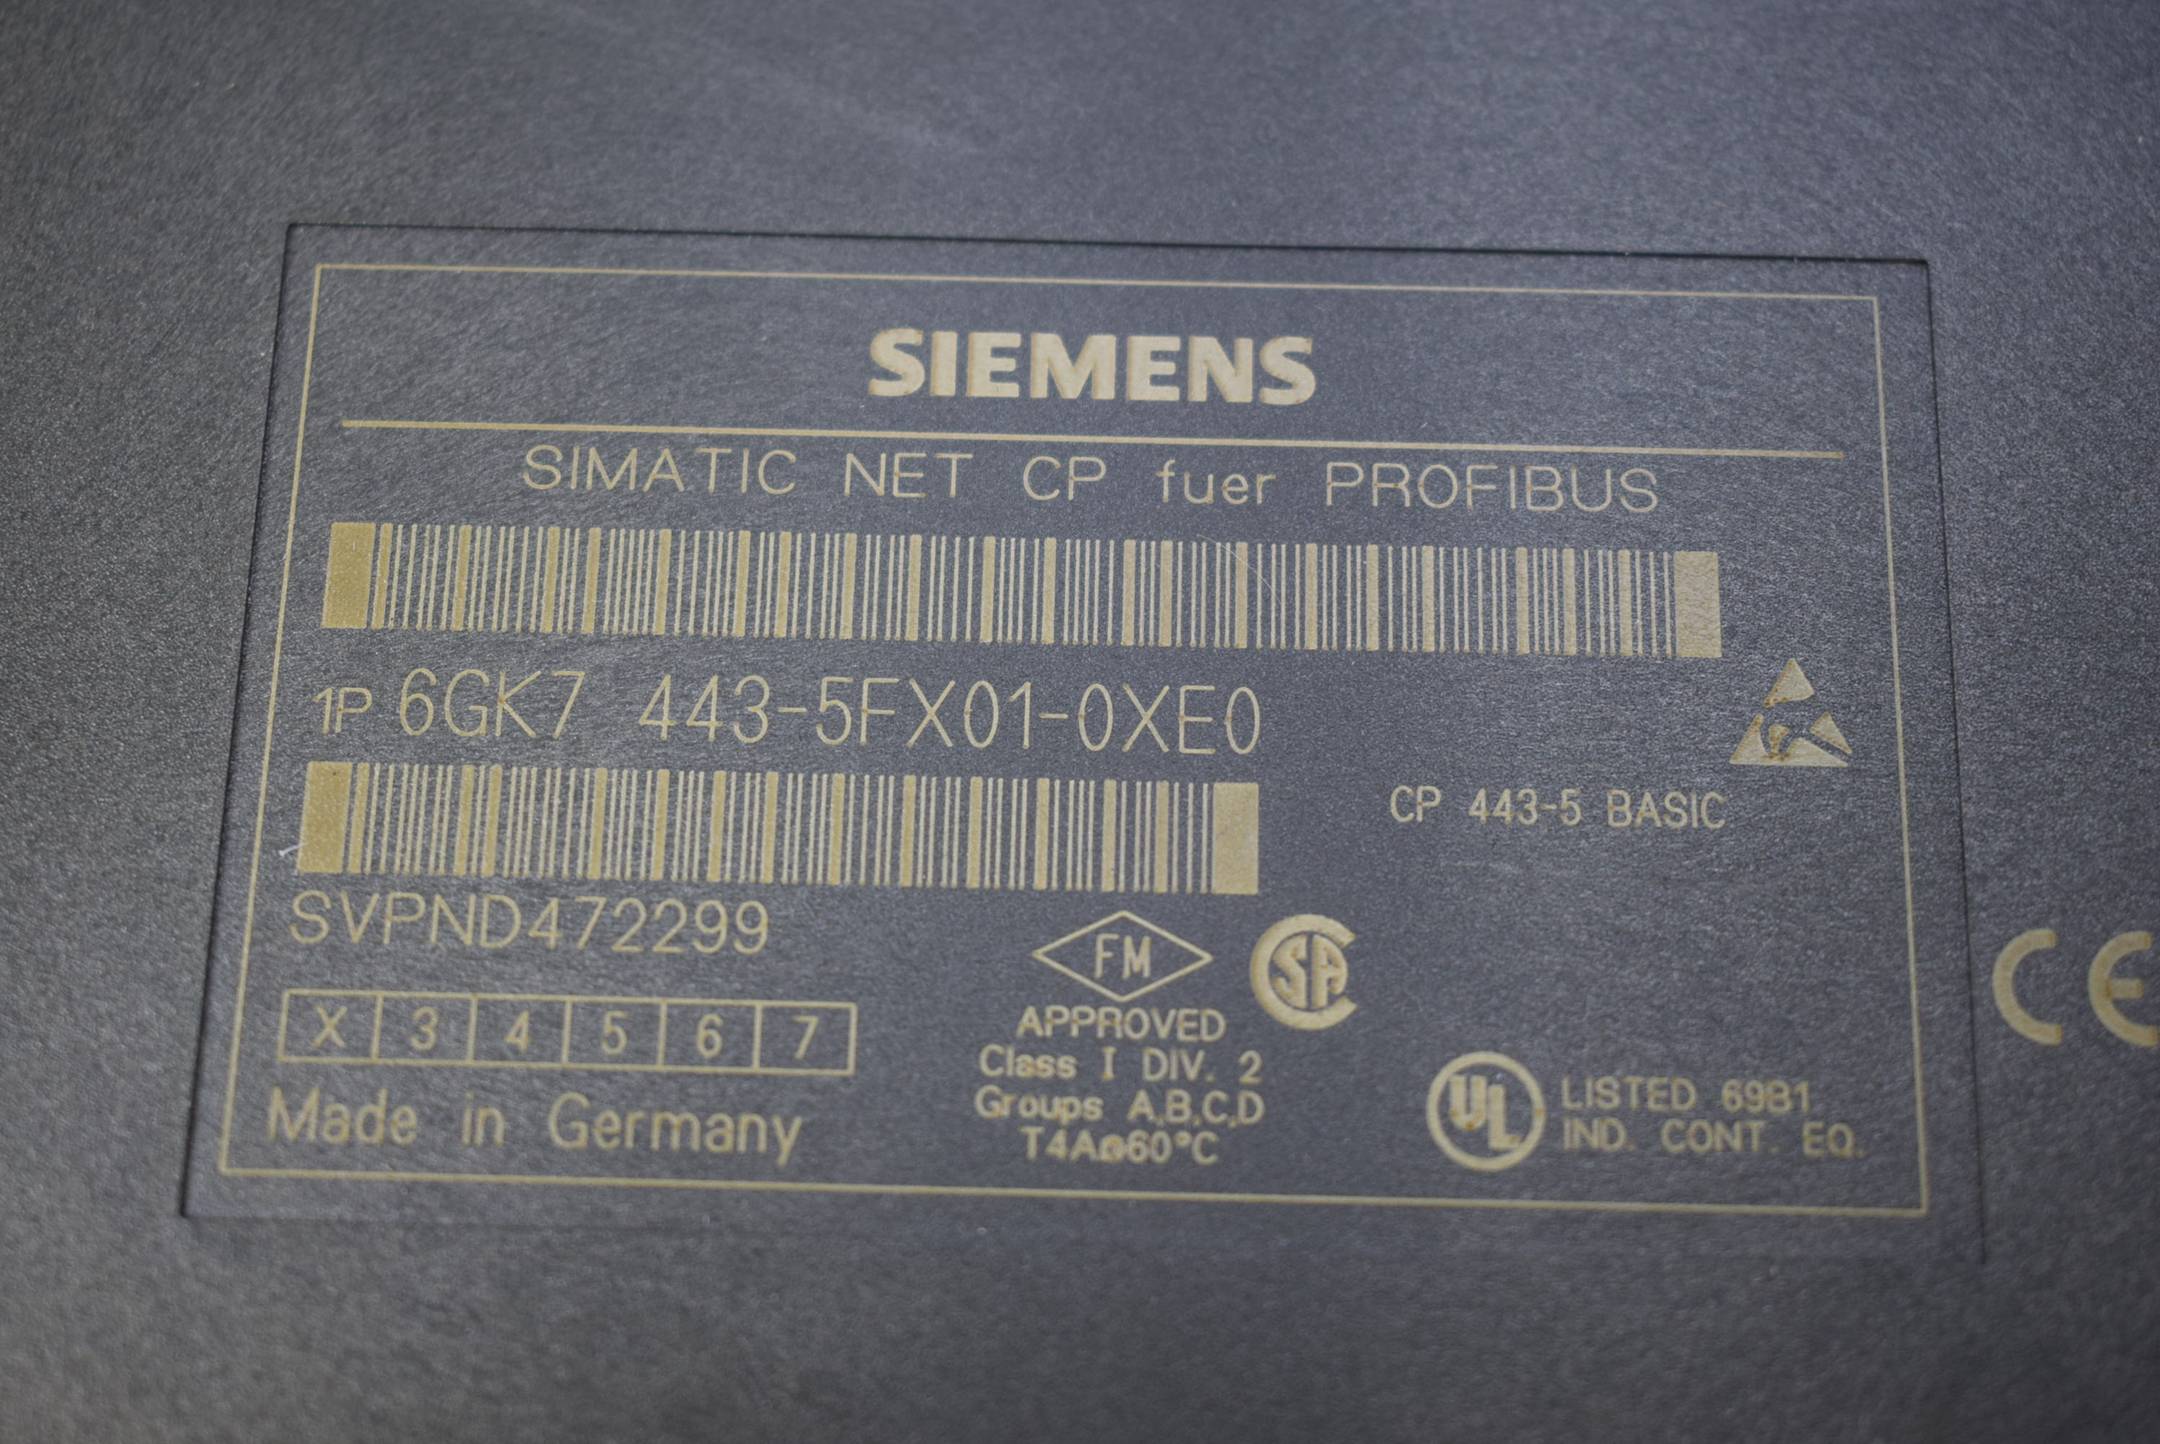 SIEMENS
SIMATIC NET CP fuer PROFIBUS
1P 6GK7 443-5FX01-0XE0
CP 443-5 BASIC
SVPND472299
X 3 4 5 6 7
Made in Germany
FM
APPROVED
Class I DIV. 2
Groups A,B,C,D
T4A@60°C
SA
UL
LISTED 69B1
IND. CONT. EQ.
CE